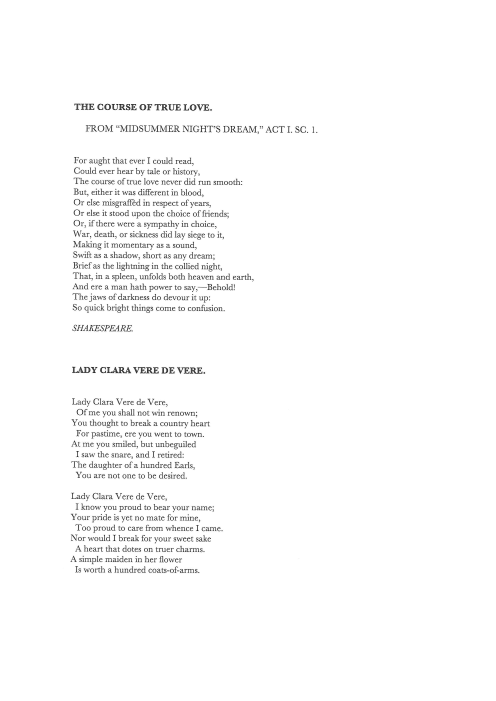 THE COURSE OF TRUE LOVE.
FROM “MIDSUMMER NIGHT’S DREAM,” ACT I. SC. 1.
For aught that ever I could read,
Could ever hear by tale or history,
The course of true love never did run smooth:
But, either it was different in blood,
Or else misgraffèd in respect of years,
Or else it stood upon the choice of friends;
Or, if there were a sympathy in choice,
War, death, or sickness did lay siege to it,
Making it momentary as a sound,
Swift as a shadow, short as any dream;
Brief as the lightning in the collied night,
That, in a spleen, unfolds both heaven and earth,
And ere a man hath power to say,—Behold!
The jaws of darkness do devour it up:
So quick bright things come to confusion.
SHAKESPEARE.
LADY CLARA VERE DE VERE.
Lady Clara Vere de Vere,
Of me you shall not win renown;
You thought to break a country heart
For pastime, ere you went to town.
At me you smiled, but unbeguiled
I saw the snare, and I retired:
The daughter of a hundred Earls,
You are not one to be desired.
Lady Clara Vere de Vere,
I know you proud to bear your name;
Your pride is yet no mate for mine,
Too proud to care from whence I came.
Nor would I break for your sweet sake
A heart that dotes on truer charms.
A simple maiden in her flower
Is worth a hundred coats-of-arms.